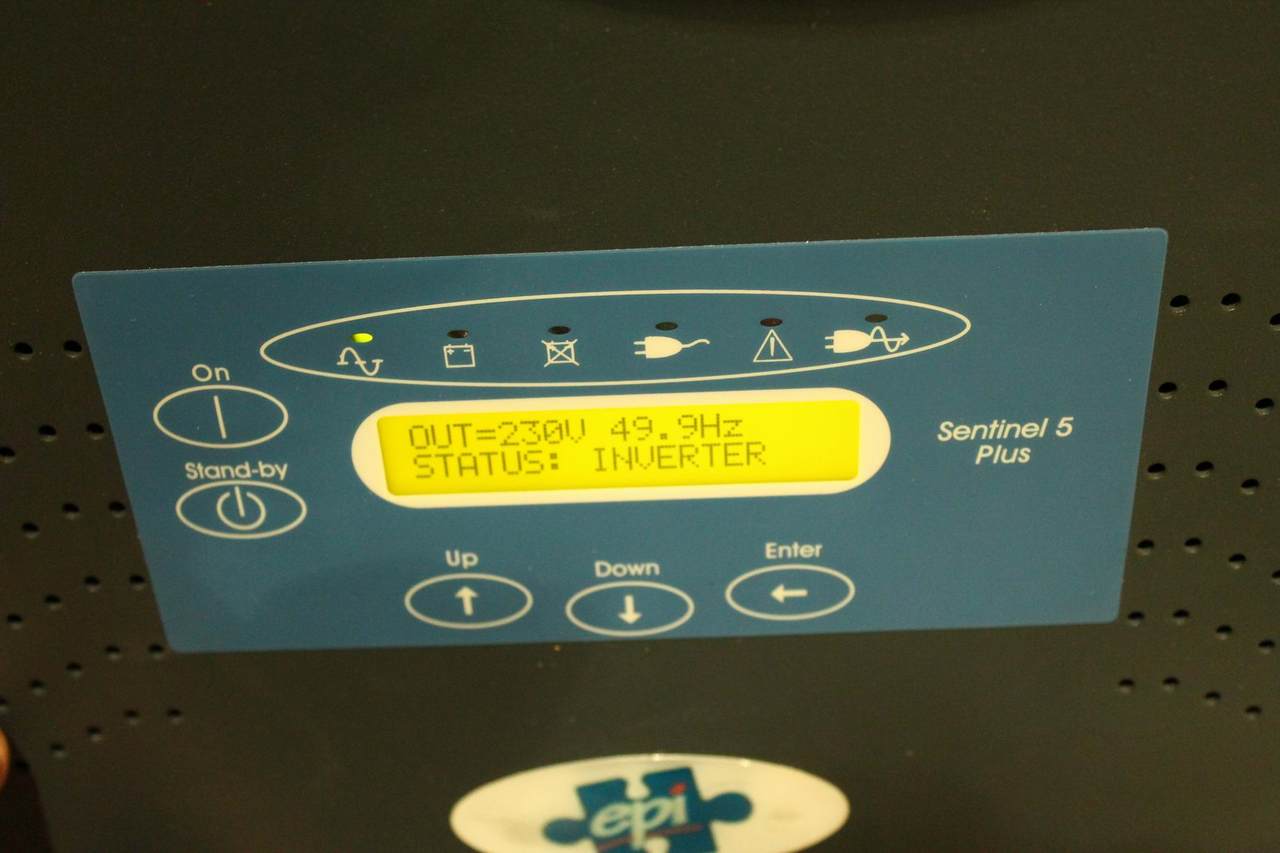 On
Stand-by
OUT=230V 49.9Hz
STATUS: INVERTER
Sentinel 5
Plus
Up
Down
Enter
epi